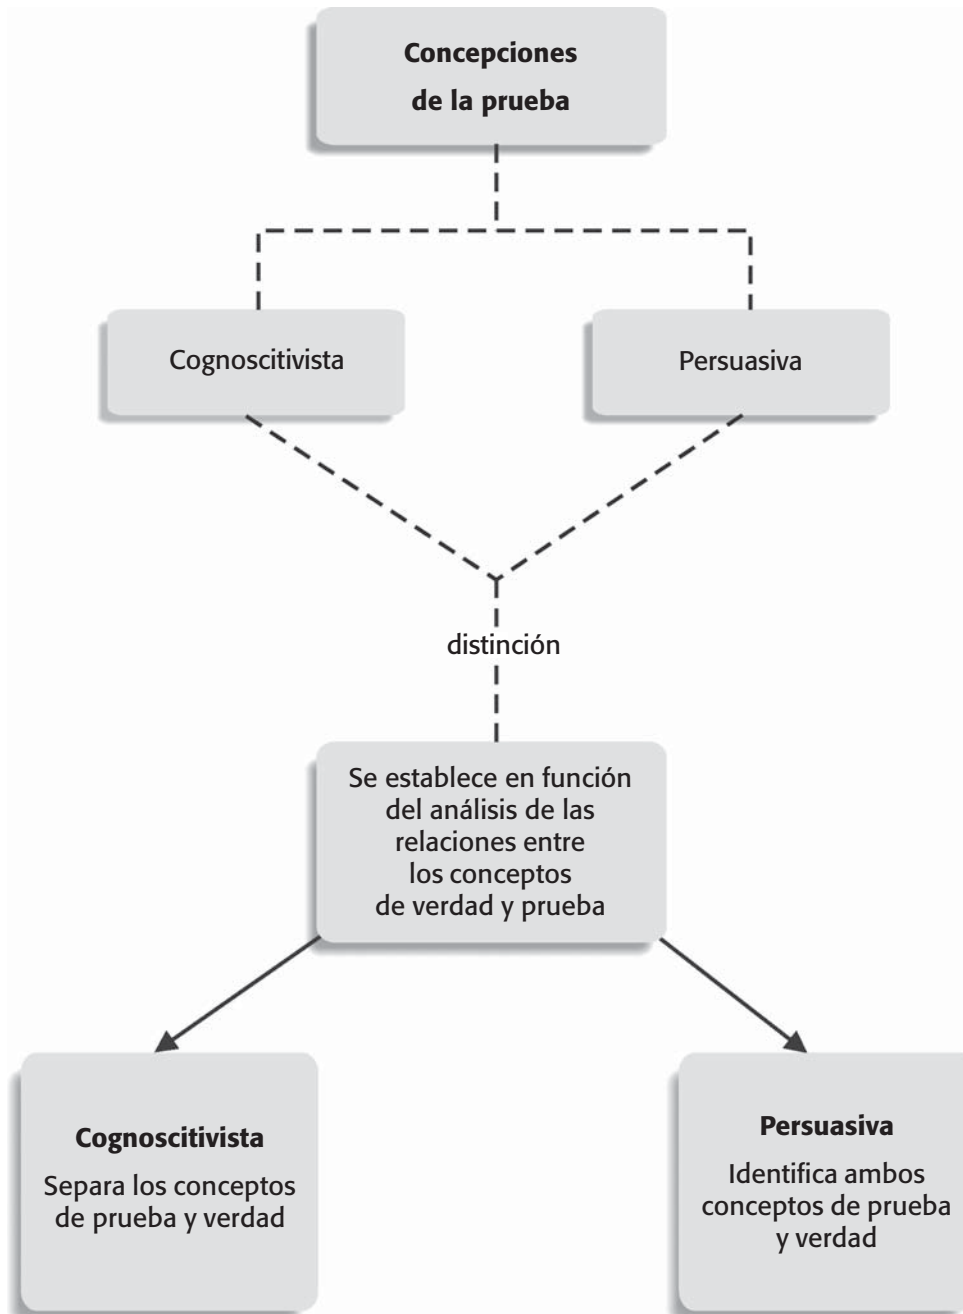 Concepciones
de la prueba
Cognoscitivista
Persuasiva
distinción
Se establece en función
del análisis de las
relaciones entre
los conceptos
de verdad y prueba
Cognoscitivista
Separa los conceptos
de prueba y verdad
Persuasiva
Identifica ambos
conceptos de prueba
y verdad